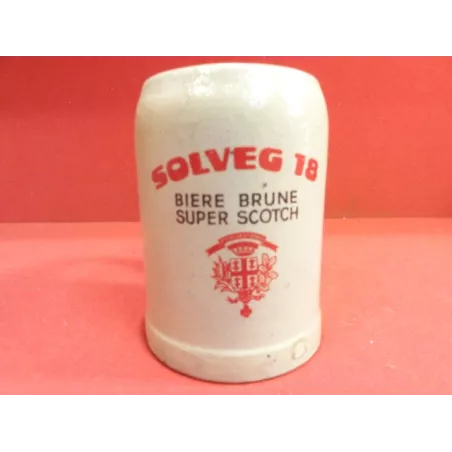 SOLVEG 18
BIERE BRUNE
SUPER SCOTCH